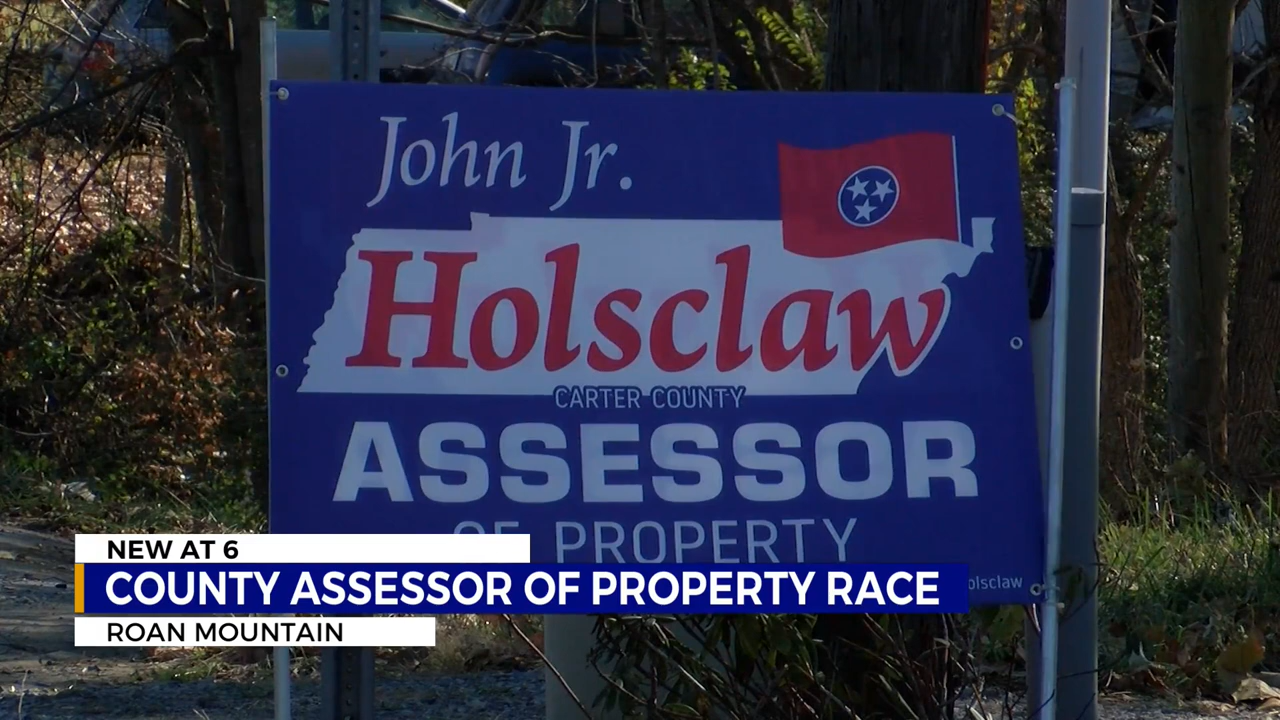 John Jr.
Holsclaw
CARTER COUNTY
ASSESSOR
OF PROPERTY
NEW AT 6
COUNTY ASSESSOR OF PROPERTY RACE
ROAN MOUNTAIN